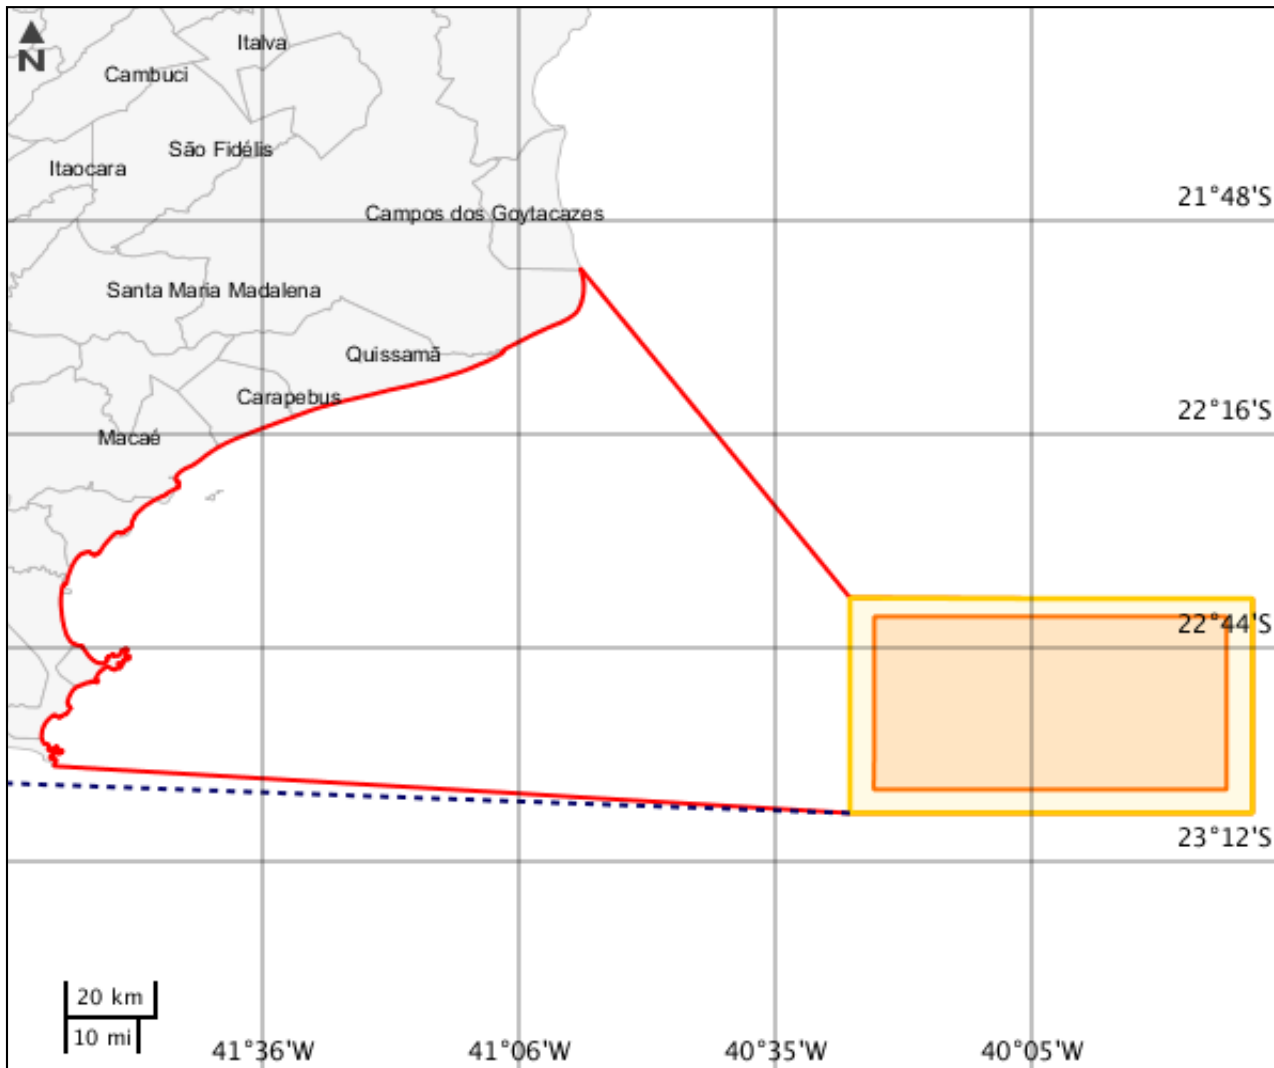 N
Italva
Cambuci
São Fidélis
Itaocara
21°48'S
Campos dos Goytacazes
Santa Maria Madalena
Quissamã
Carapebus
22°16'S
Macaé
22°44'S
23°12'S
20 km
10 mi
41°36'W
41°06'W
40°35'W
40°05'W